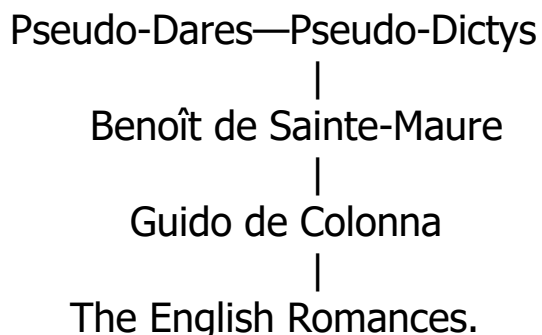 Pseudo-Dares—Pseudo-Dictys
|
Benoît de Sainte-Maure
|
Guido de Colonna
|
The English Romances.